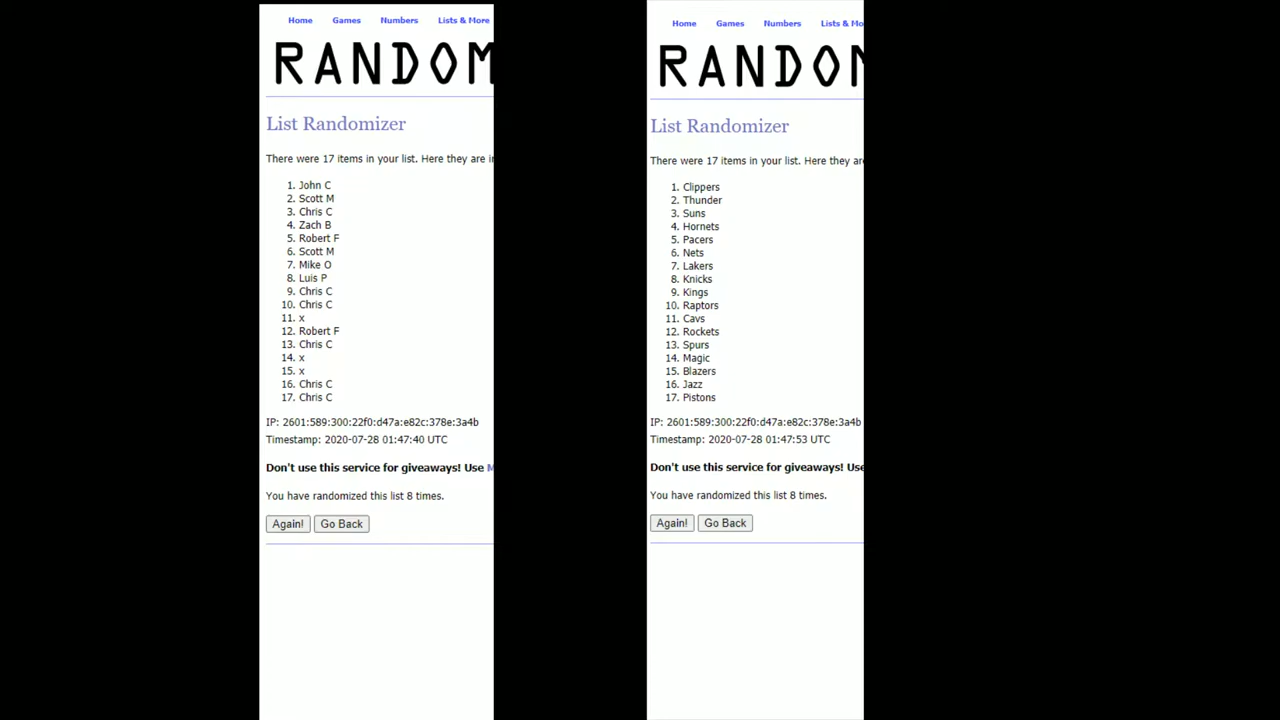 Home Games Numbers Lists & More
RANDOM
List Randomizer
There were 17 items in your list. Here they are
1. John C
2. Scott M
3. Chris C
4. Zach B
5. Robert F
6. Scott M
7. Mike O
8. Luis P
9. Chris C
10. Chris C
11. x
12. Robert F
13. Chris C
14. x
15. x
16. Chris C
17. Chris C
IP: 2601:589:300:22f0:d47a:e82c:378e:3a4b
Timestamp: 2020-07-28 01:47:40 UTC
Don't use this service for giveaways! Use M
You have randomized this list 8 times.
Again! Go Back
Home Games Numbers Lists & Mo
RANDOM
List Randomizer
There were 17 items in your list. Here they are
1. Clippers
2. Thunder
3. Suns
4. Hornets
5. Pacers
6. Nets
7. Lakers
8. Knicks
9. Kings
10. Raptors
11. Cavs
12. Rockets
13. Spurs
14. Magic
15. Blazers
16. Jazz
17. Pistons
IP: 2601:589:300:22f0:d47a:e82c:378e:3a4b
Timestamp: 2020-07-28 01:47:53 UTC
Don't use this service for giveaways! Use
You have randomized this list 8 times.
Again! Go Back